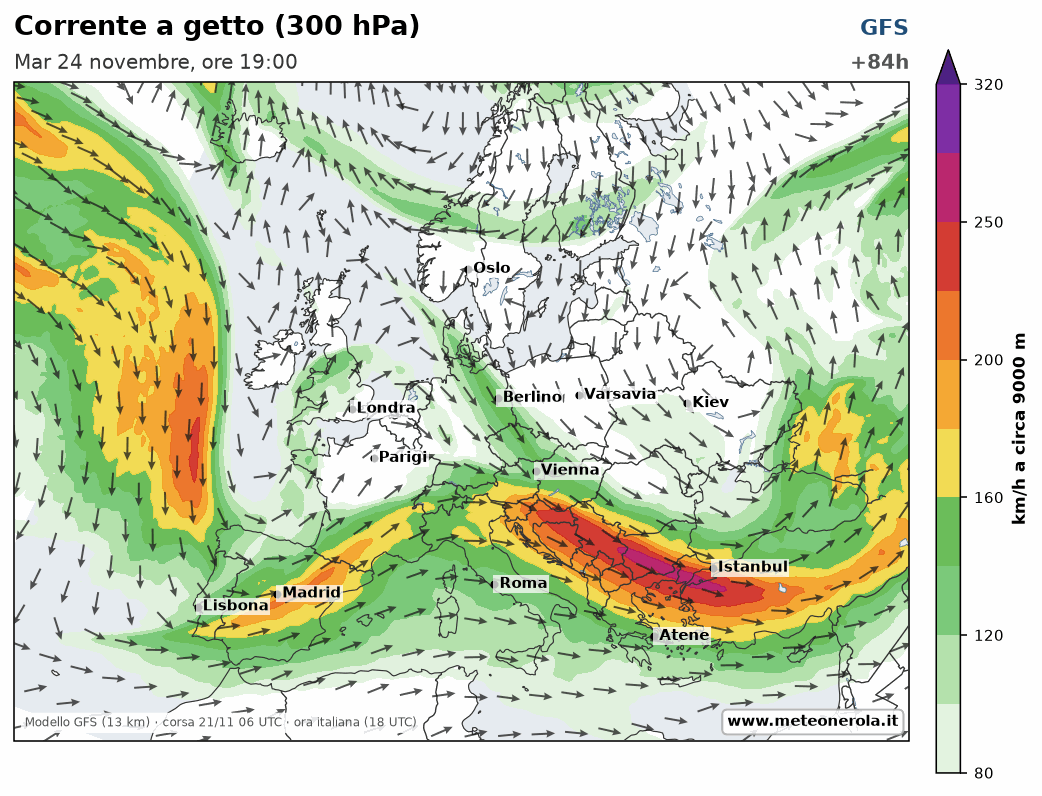 Corrente a getto (300 hPa)
GFS
Mar 24 novembre, ore 19:00
+84h
320
250
200
160
120
80
km/h a circa 9000 m
Oslo
Berlino
Varsavia
Kiev
Londra
Parigi
Vienna
Istanbul
Roma
Madrid
Lisbona
Atene
Modello GFS (13 km) · corsa 21/11 06 UTC · ora italiana (18 UTC)
www.meteonerola.it